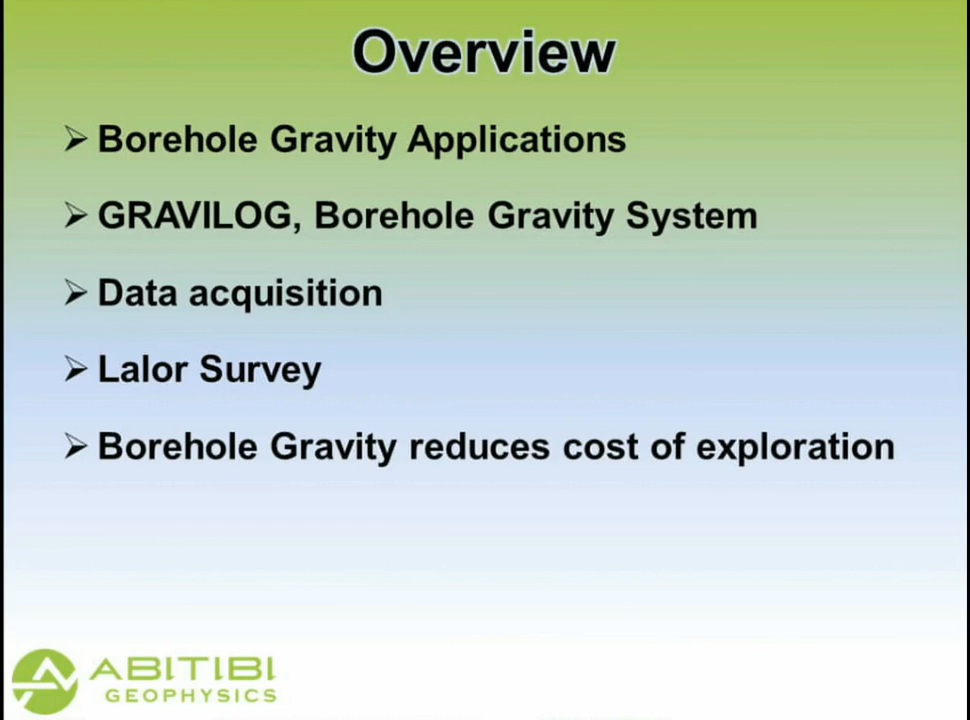 Overview
Borehole Gravity Applications
GRAVILOG, Borehole Gravity System
Data acquisition
Lalor Survey
Borehole Gravity reduces cost of exploration
ABITIBI
GEOPHYSICS